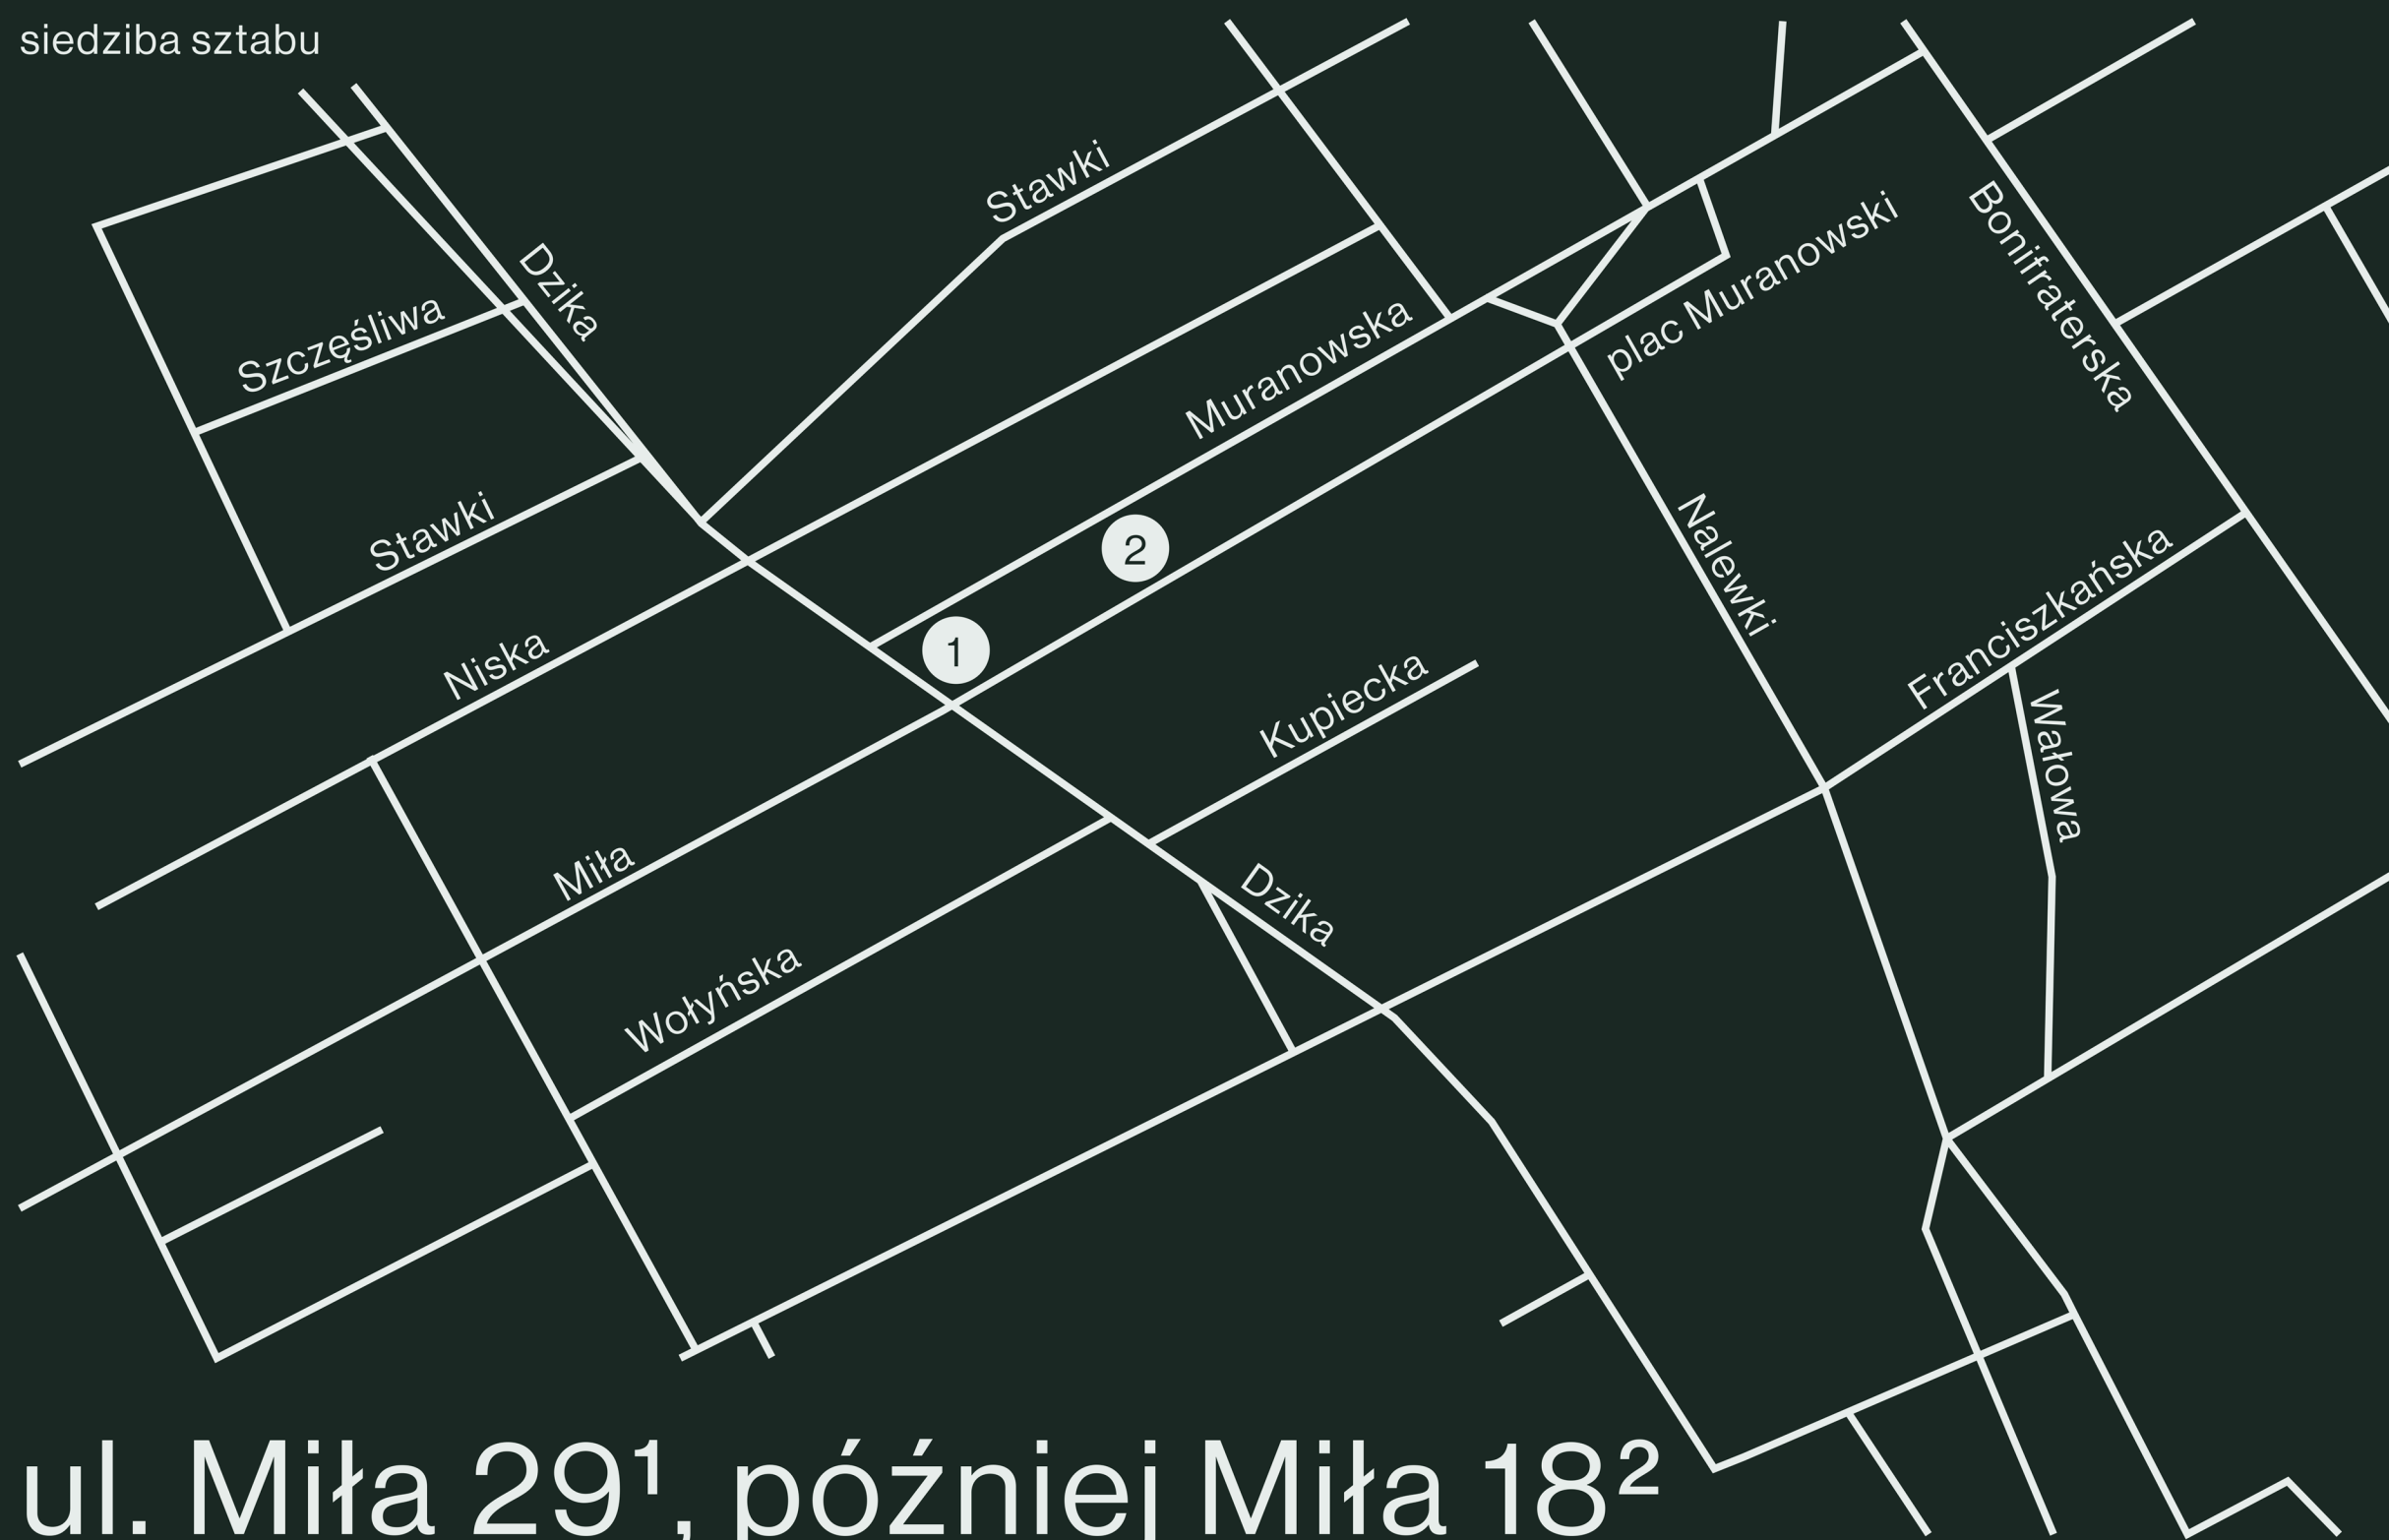 siedziba sztabu
Stawki
plac Muranowski
Bonifraterska
Dzika
Szczęśliwa
Muranowska
Stawki
2
Nalewki
Franciszkańska
1
Niska
Kupiecka
Wałowa
Miła
Dzika
Wołyńska
ul. Miła 29¹, później Miła 18²